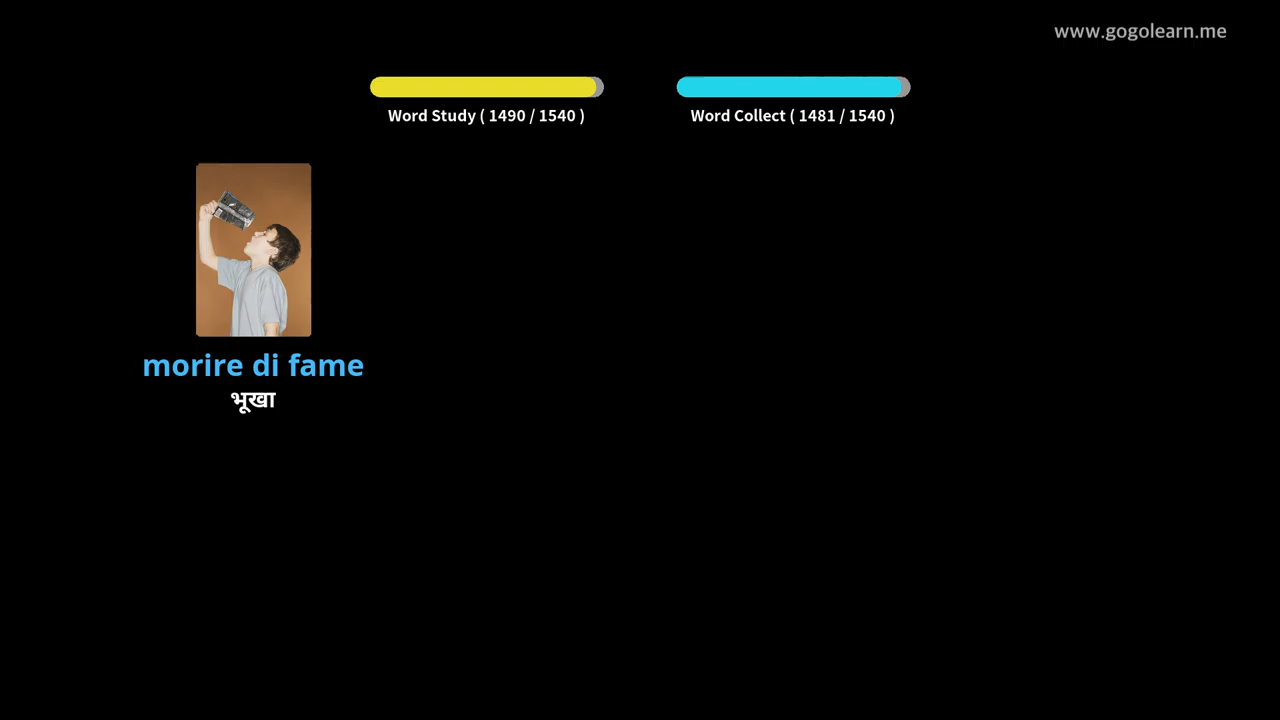 www.gogolearn.me
Word Study ( 1490 / 1540 )
Word Collect ( 1481 / 1540 )
morire di fame
भूखा